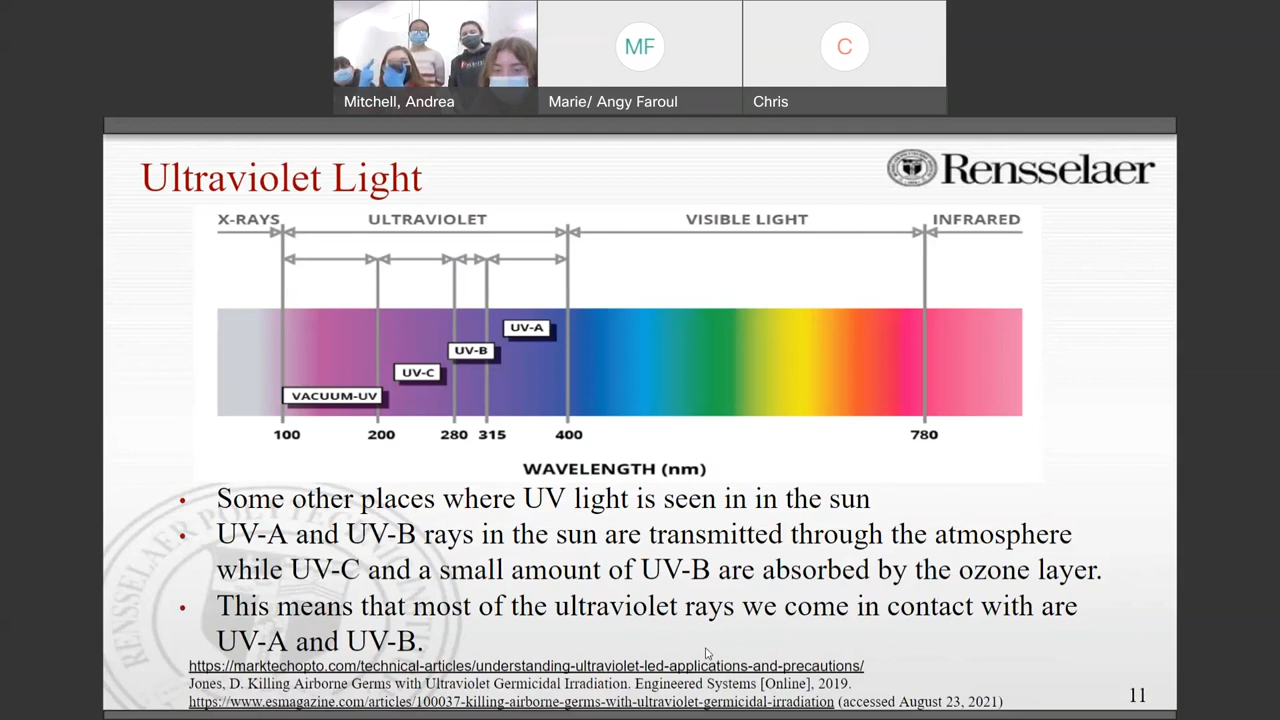 MF
C
Mitchell, Andrea
Marie/ Angy Faroul
Chris
Ultraviolet Light
Rensselaer
X-RAYS
ULTRAVIOLET
VISIBLE LIGHT
INFRARED
UV-A
UV-B
UV-C
VACUUM-UV
100
200
280
315
400
780
WAVELENGTH (nm)
• Some other places where UV light is seen in in the sun
• UV-A and UV-B rays in the sun are transmitted through the atmosphere
while UV-C and a small amount of UV-B are absorbed by the ozone layer.
• This means that most of the ultraviolet rays we come in contact with are
UV-A and UV-B.
https://marktechopto.com/technical-articles/understanding-ultraviolet-led-applications-and-precautions/
Jones, D. Killing Airborne Germs with Ultraviolet Germicidal Irradiation. Engineered Systems [Online], 2019.
https://www.esmagazine.com/articles/100037-killing-airborne-germs-with-ultraviolet-germicidal-irradiation (accessed August 23, 2021)
11